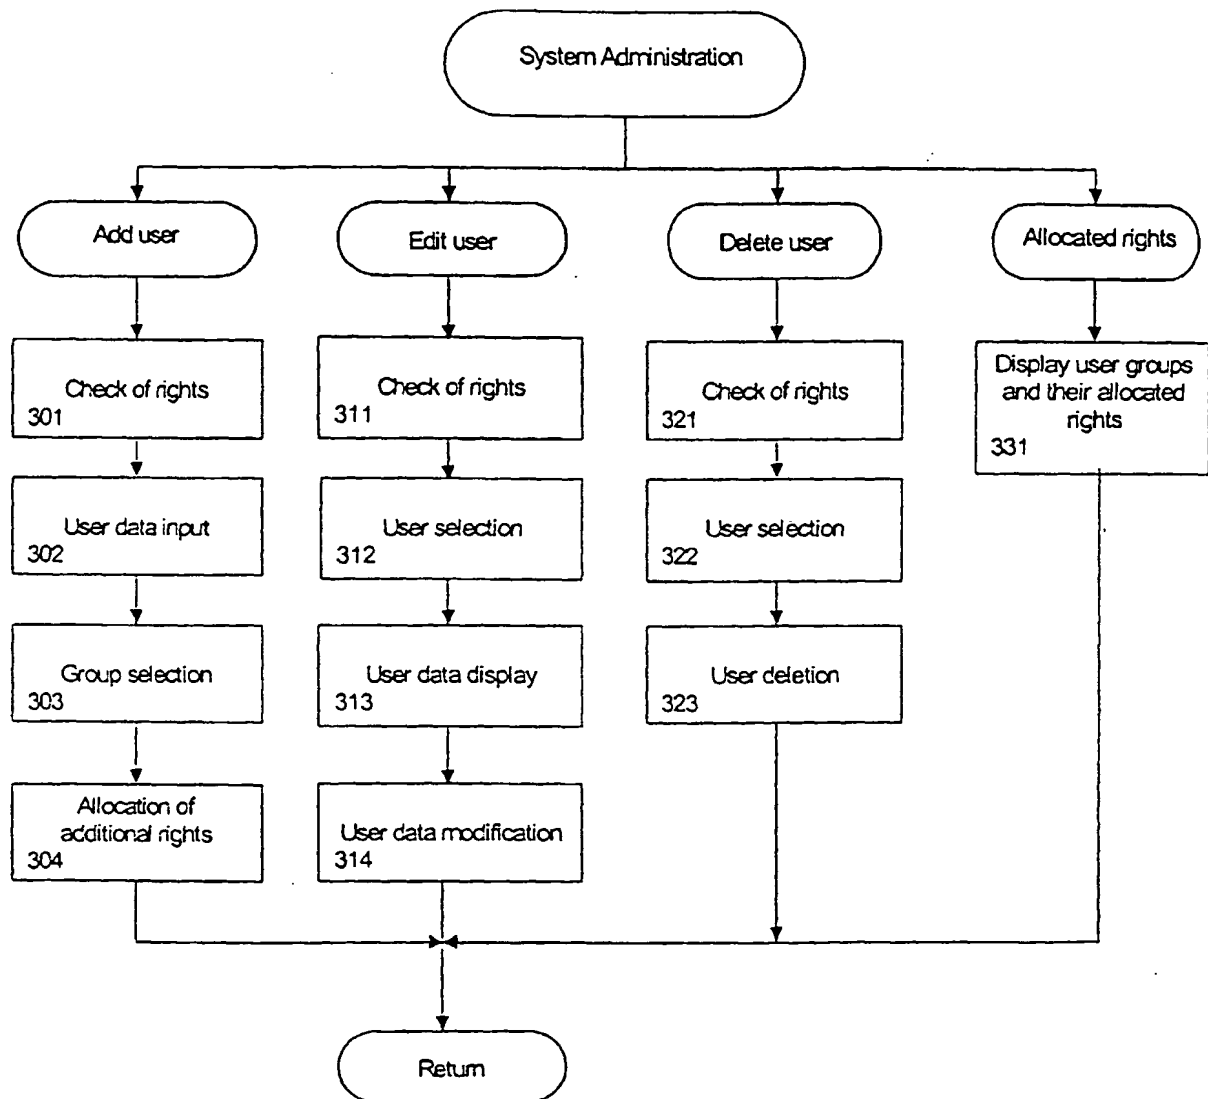 System Administration
Add user
Edit user
Delete user
Allocated rights
Check of rights
301
Check of rights
311
Check of rights
321
Display user groups
and their allocated
rights
331
User data input
302
User selection
312
User selection
322
Group selection
303
User data display
313
User deletion
323
Allocation of
additional rights
304
User data modification
314
Return